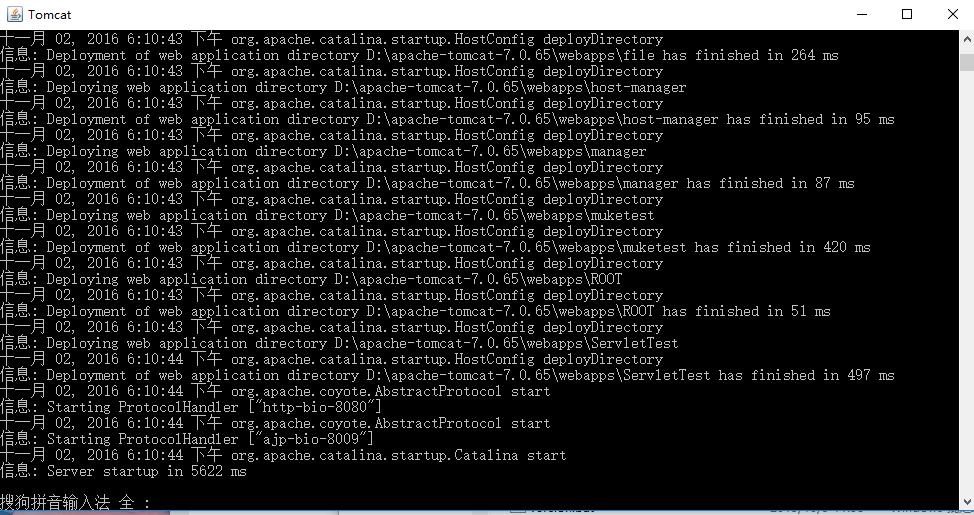 Tomcat
十一月 02, 2016 6:10:43 下午 org.apache.catalina.startup.HostConfig deployDirectory
信息: Deployment of web application directory D:\apache-tomcat-7.0.65\webapps\file has finished in 264 ms
十一月 02, 2016 6:10:43 下午 org.apache.catalina.startup.HostConfig deployDirectory
信息: Deploying web application directory D:\apache-tomcat-7.0.65\webapps\host-manager
十一月 02, 2016 6:10:43 下午 org.apache.catalina.startup.HostConfig deployDirectory
信息: Deployment of web application directory D:\apache-tomcat-7.0.65\webapps\host-manager has finished in 95 ms
十一月 02, 2016 6:10:43 下午 org.apache.catalina.startup.HostConfig deployDirectory
信息: Deploying web application directory D:\apache-tomcat-7.0.65\webapps\manager
十一月 02, 2016 6:10:43 下午 org.apache.catalina.startup.HostConfig deployDirectory
信息: Deployment of web application directory D:\apache-tomcat-7.0.65\webapps\manager has finished in 87 ms
十一月 02, 2016 6:10:43 下午 org.apache.catalina.startup.HostConfig deployDirectory
信息: Deploying web application directory D:\apache-tomcat-7.0.65\webapps\muketest
十一月 02, 2016 6:10:43 下午 org.apache.catalina.startup.HostConfig deployDirectory
信息: Deployment of web application directory D:\apache-tomcat-7.0.65\webapps\muketest has finished in 420 ms
十一月 02, 2016 6:10:43 下午 org.apache.catalina.startup.HostConfig deployDirectory
信息: Deploying web application directory D:\apache-tomcat-7.0.65\webapps\ROOT
十一月 02, 2016 6:10:43 下午 org.apache.catalina.startup.HostConfig deployDirectory
信息: Deployment of web application directory D:\apache-tomcat-7.0.65\webapps\ROOT has finished in 51 ms
十一月 02, 2016 6:10:43 下午 org.apache.catalina.startup.HostConfig deployDirectory
信息: Deploying web application directory D:\apache-tomcat-7.0.65\webapps\ServletTest
十一月 02, 2016 6:10:44 下午 org.apache.catalina.startup.HostConfig deployDirectory
信息: Deployment of web application directory D:\apache-tomcat-7.0.65\webapps\ServletTest has finished in 497 ms
十一月 02, 2016 6:10:44 下午 org.apache.coyote.AbstractProtocol start
信息: Starting ProtocolHandler ["http-bio-8080"]
十一月 02, 2016 6:10:44 下午 org.apache.coyote.AbstractProtocol start
信息: Starting ProtocolHandler ["ajp-bio-8009"]
十一月 02, 2016 6:10:44 下午 org.apache.catalina.startup.Catalina start
信息: Server startup in 5622 ms
搜狗拼音输入法 全 :